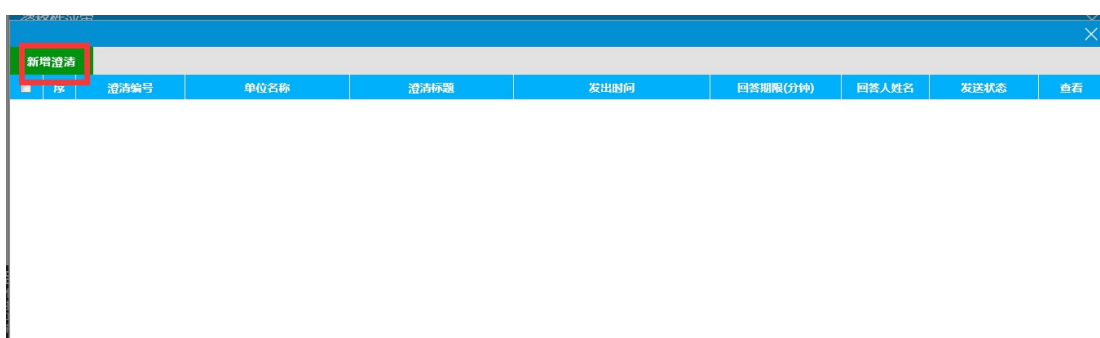 新增澄清
序 澄清编号 单位名称 澄清标题 发出时间 回答期限(分钟) 回答人姓名 发送状态 查看